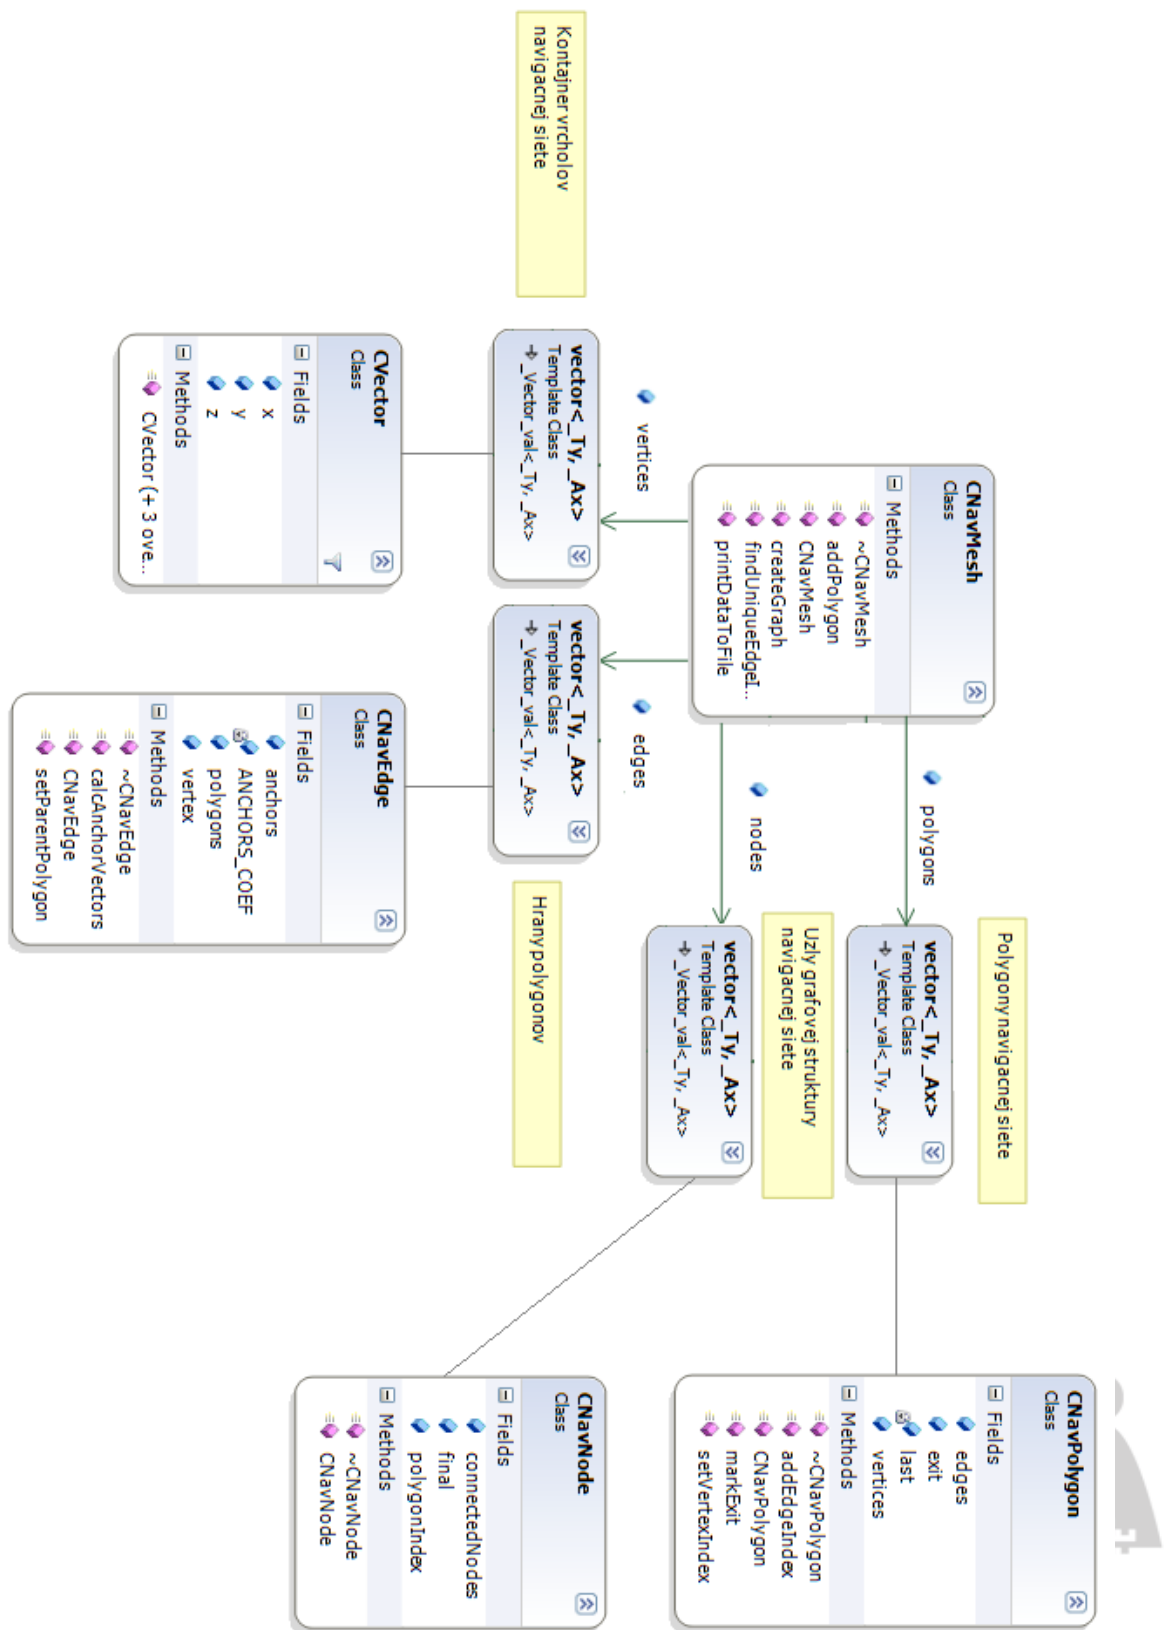 Kontajner vrcholov
navigacnej siete
CVector
Class
Fields
x
y
z
Methods
CVector (+ 3 ove...
vector<_Ty, _Ax>
Template Class
_Vector_val<_Ty, _Ax>
vertices
CNavMesh
Class
Methods
~CNavMesh
addPolygon
CNavMesh
createGraph
findUniqueEdgeI...
printDataToFile
vector<_Ty, _Ax>
Template Class
_Vector_val<_Ty, _Ax>
edges
CNavEdge
Class
Fields
anchors
ANCHORS_COEF
polygons
vertex
Methods
~CNavEdge
calcAnchorVectors
CNavEdge
setParentPolygon
Hrany polygonov
polygons
nodes
Polygony navigacnej siete
vector<_Ty, _Ax>
Template Class
_Vector_val<_Ty, _Ax>
Uzly grafovej struktury
navigacnej siete
vector<_Ty, _Ax>
Template Class
_Vector_val<_Ty, _Ax>
CNavPolygon
Class
Fields
edges
exit
last
vertices
Methods
~CNavPolygon
addEdgeIndex
CNavPolygon
markExit
setVertexIndex
CNavNode
Class
Fields
connectedNodes
final
polygonIndex
Methods
~CNavNode
CNavNode